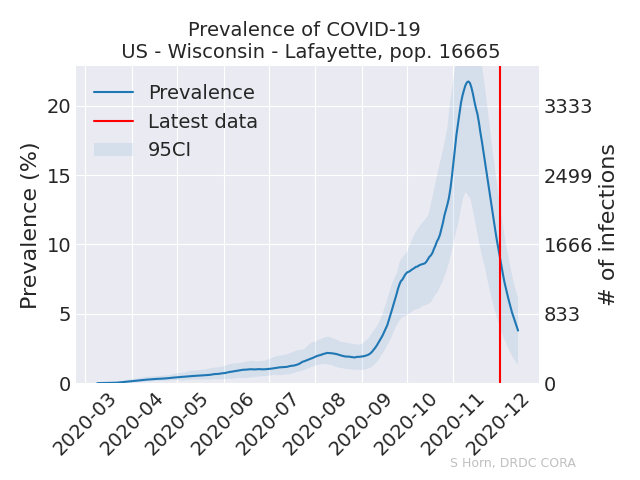 Prevalence of COVID-19
US - Wisconsin - Lafayette, pop. 16665
Prevalence
Latest data
95CI
Prevalence (%)
20
15
10
5
0
3333
2499
1666
833
0
# of infections
2020-03
2020-04
2020-05
2020-06
2020-07
2020-08
2020-09
2020-10
2020-11
2020-12
S Horn, DRDC CORA